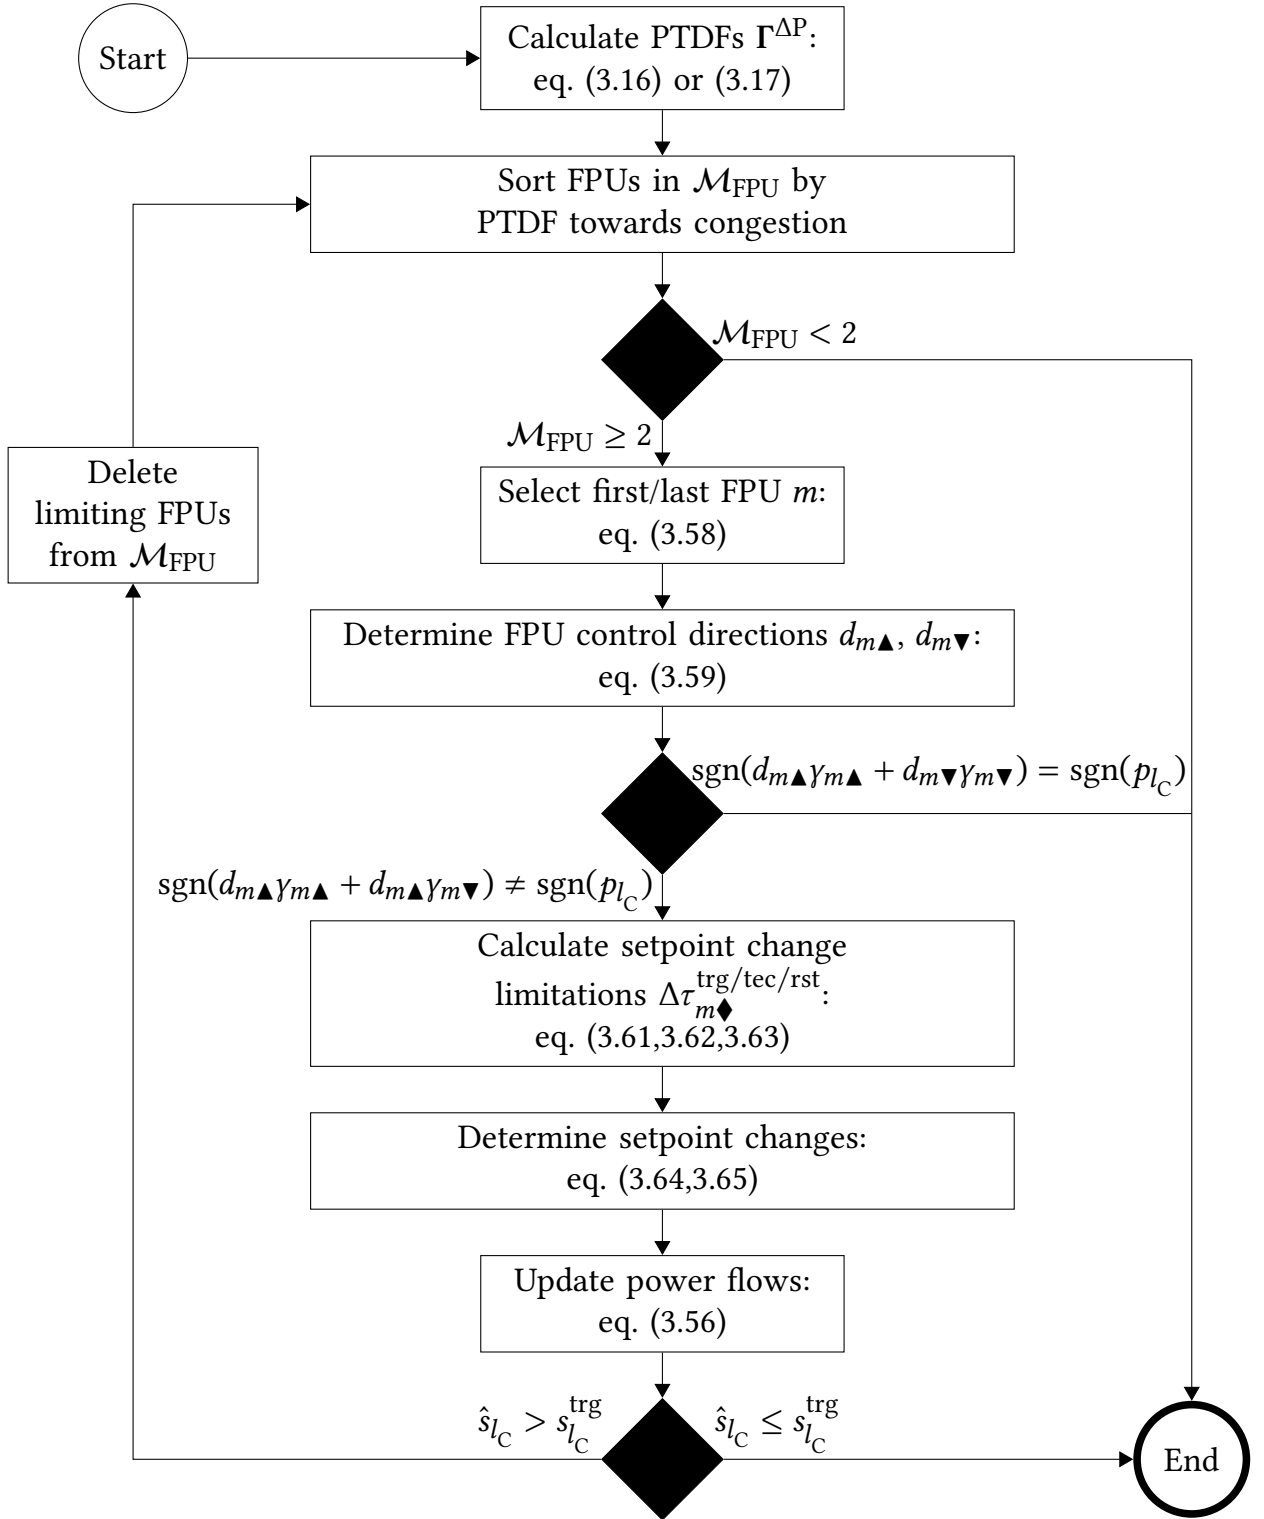 Start
Calculate PTDFs 𝚪^ΔP:
eq. (3.16) or (3.17)
Sort FPUs in ℳ_FPU by
PTDF towards congestion
ℳ_FPU < 2
ℳ_FPU ≥ 2
Delete
limiting FPUs
from ℳ_FPU
Select first/last FPU m:
eq. (3.58)
Determine FPU control directions d_m▲, d_m▼:
eq. (3.59)
sgn(d_m▲γ_m▲ + d_m▼γ_m▼) = sgn(p_l_C)
sgn(d_m▲γ_m▲ + d_m▲γ_m▼) ≠ sgn(p_l_C)
Calculate setpoint change
limitations Δτ_m♦^trg/tec/rst:
eq. (3.61,3.62,3.63)
Determine setpoint changes:
eq. (3.64,3.65)
Update power flows:
eq. (3.56)
ŝ_l_C > s_l_C^trg
ŝ_l_C ≤ s_l_C^trg
End